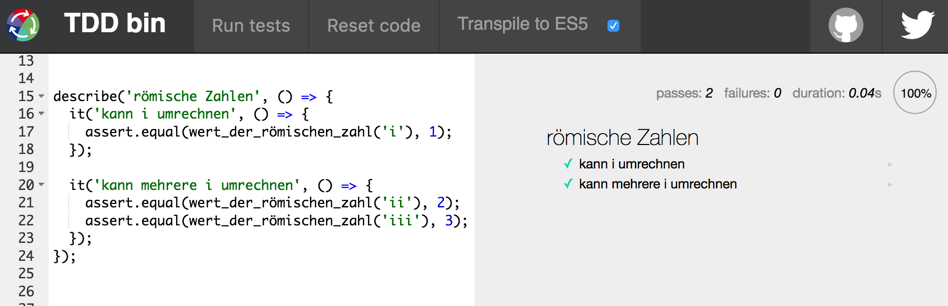 TDD bin Run tests Reset code Transpile to ES5
13
14
15 describe('römische Zahlen', () => {
16 it('kann i umrechnen', () => {
17 assert.equal(wert_der_römischen_zahl('i'), 1);
18 });
19
20 it('kann mehrere i umrechnen', () => {
21 assert.equal(wert_der_römischen_zahl('ii'), 2);
22 assert.equal(wert_der_römischen_zahl('iii'), 3);
23 });
24 });
25
26
passes: 2 failures: 0 duration: 0.04s 100%
römische Zahlen
✓ kann i umrechnen
✓ kann mehrere i umrechnen